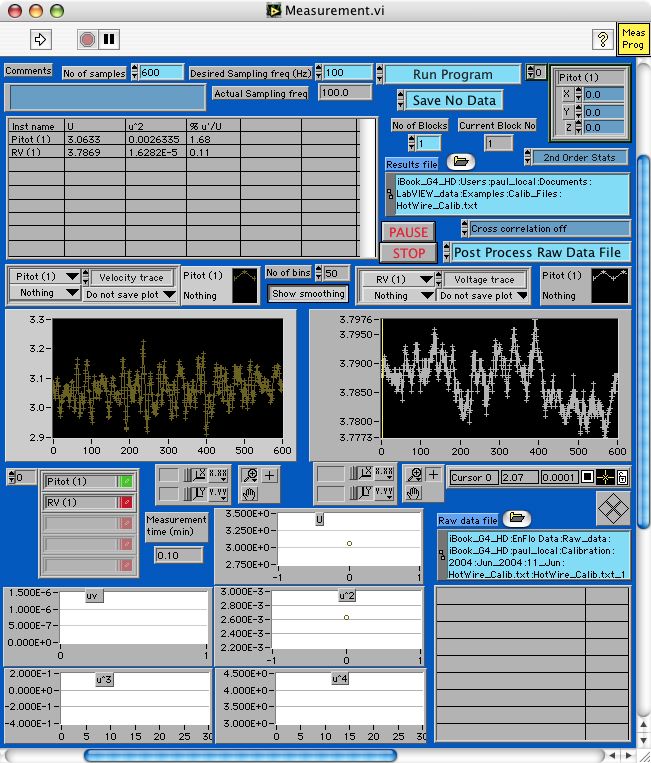 Measurement.vi
?
Meas
Prog
Comments
No of samples
600
Desired Sampling freq (Hz)
100
Run Program
0
Pitot (1)
X
0.0
Y
0.0
Z
0.0
Actual Sampling freq
100.0
Save No Data
No of Blocks
1
Current Block No
1
Inst name U u^2 % u'/U
Pitot (1) 3.0633 0.0026335 1.68
RV (1) 3.7869 1.6282E-5 0.11
2nd Order Stats
Results file
iBook_G4_HD:Users:paul_local:Documents:
LabVIEW_data:Examples:Calib_Files:
HotWire_Calib.txt
PAUSE
Cross correlation off
STOP
Post Process Raw Data File
Pitot (1)
Velocity trace
Nothing
Do not save plot
Pitot (1)
Nothing
No of bins
50
Show smoothing
RV (1)
Voltage trace
Nothing
Do not save plot
Pitot (1)
Nothing
3.3
3.1
3.0
2.9
0 100 200 300 400 500 600
3.7976
3.7900
3.7850
3.7800
3.7773
0 100 200 300 400 500 600
0
Pitot (1)
RV (1)
X X.XX
Y Y.YY
X X.XX
Y Y.YY
Cursor 0 2.07 0.0001
Measurement
time (min)
0.10
U
3.500E+0
3.250E+0
3.000E+0
2.750E+0
-1 0 1
Raw data file
iBook_G4_HD:EnFlo Data:Raw_data:
iBook_G4_HD:paul_local:Calibration:
2004:Jun_2004:11_Jun:
HotWire_Calib.txt:HotWire_Calib.txt_1
uv
1.500E-6
1.000E-6
5.000E-7
0.000E+0
0 1
u^2
3.000E-3
2.800E-3
2.600E-3
2.400E-3
2.200E-3
-1 0 1
u^3
2.000E-1
0.000E+0
-2.000E-1
-4.000E-1
0 5 10 15 20 25 30
u^4
4.500E+0
4.000E+0
3.500E+0
3.000E+0
0 5 10 15 20 25 30